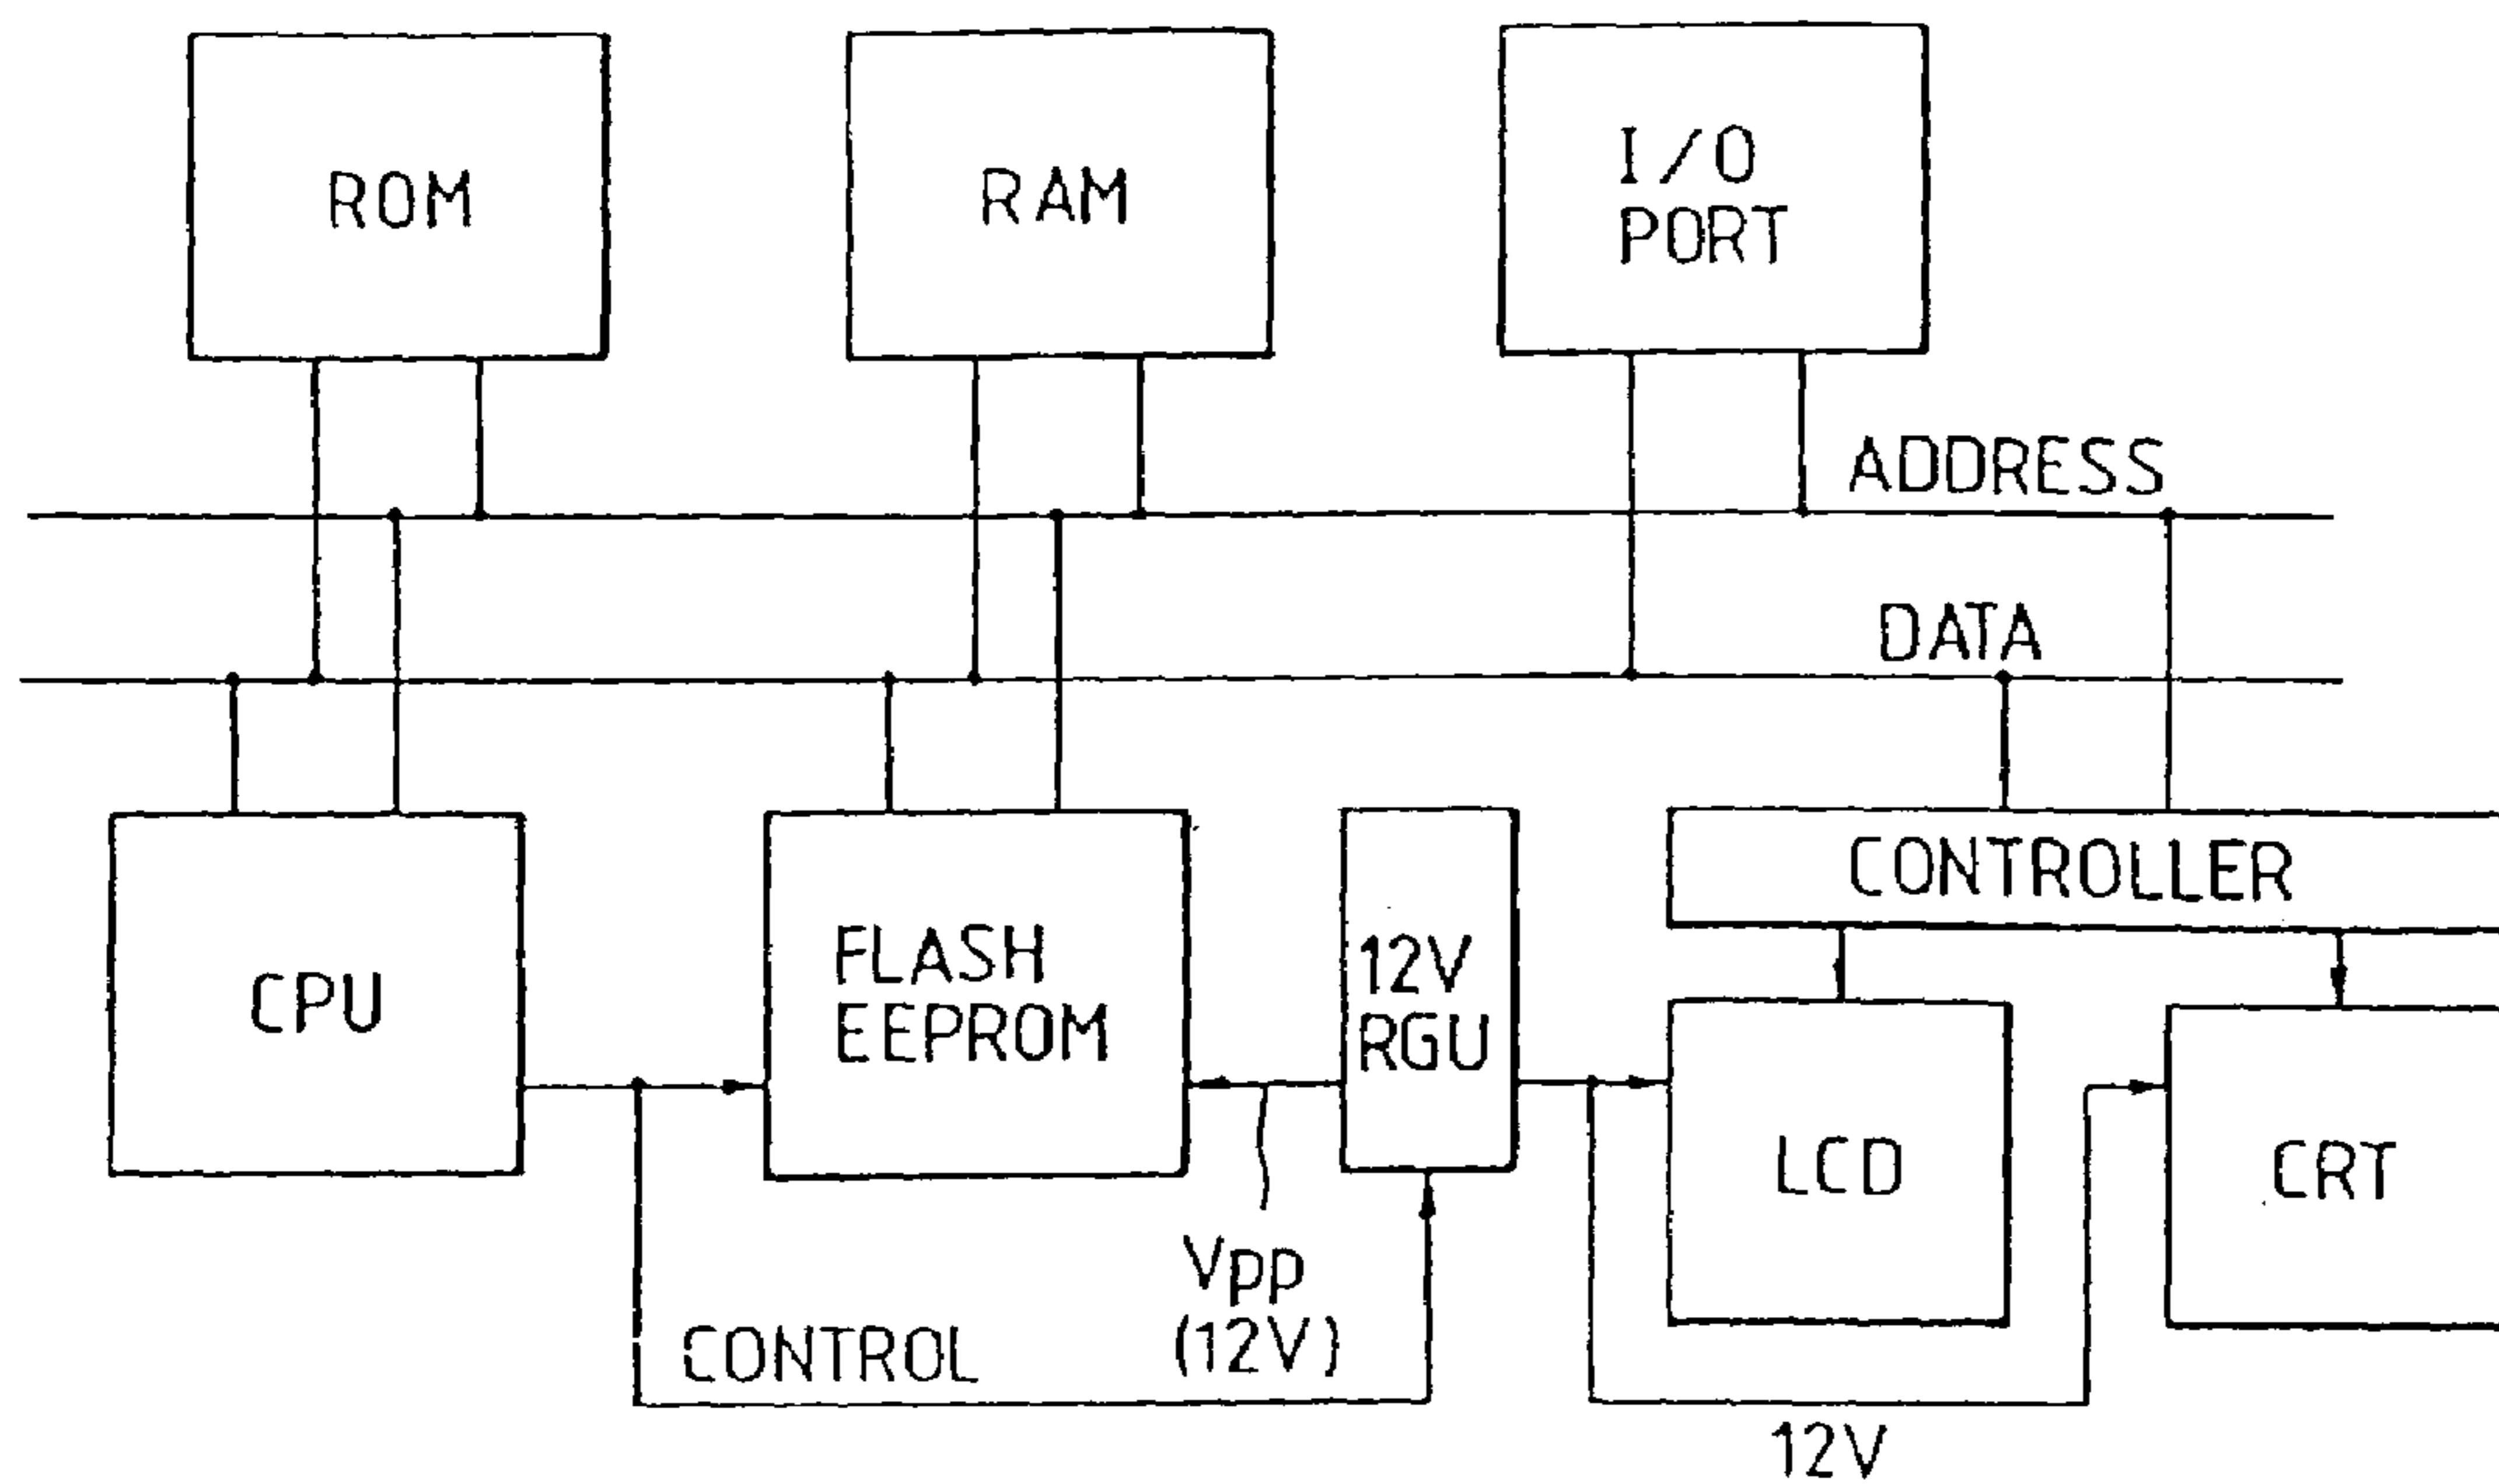 ROM
RAM
I/O
PORT
ADDRESS
DATA
CPU
FLASH
EEPROM
12V
RGU
CONTROLLER
LCD
CRT
Vpp
(12V)
CONTROL
12V